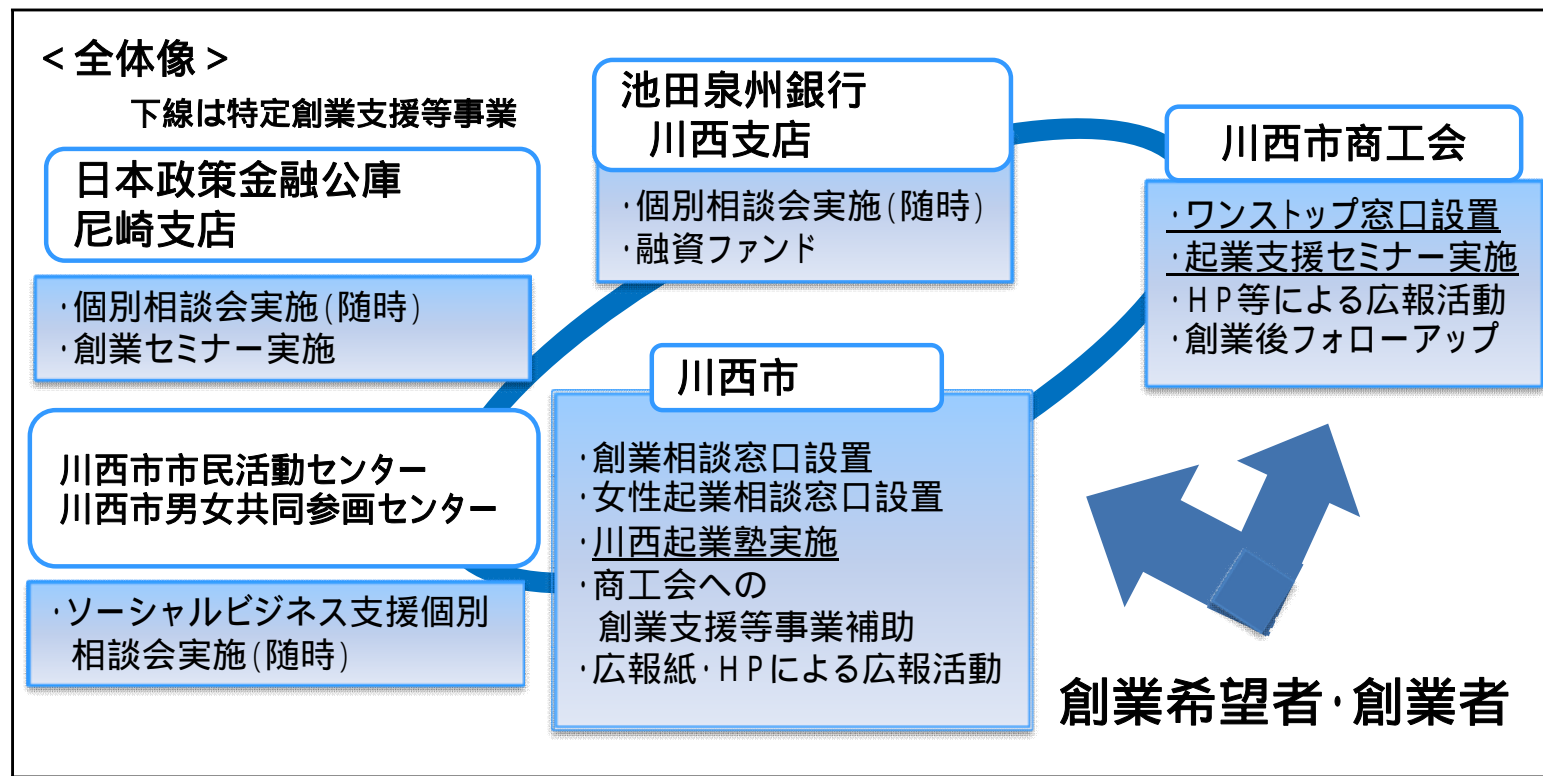 <全体像>
下線は特定創業支援等事業
日本政策金融公庫
尼崎支店
・個別相談会実施(随時)
・創業セミナー実施
池田泉州銀行
川西支店
・個別相談会実施(随時)
・融資ファンド
川西市商工会
・ワンストップ窓口設置
・起業支援セミナー実施
・HP等による広報活動
・創業後フォローアップ
川西市市民活動センター
川西市男女共同参画センター
・ソーシャルビジネス支援個別
相談会実施(随時)
川西市
・創業相談窓口設置
・女性起業相談窓口設置
・川西起業塾実施
・商工会への
創業支援等事業補助
・広報紙・HPによる広報活動
創業希望者・創業者